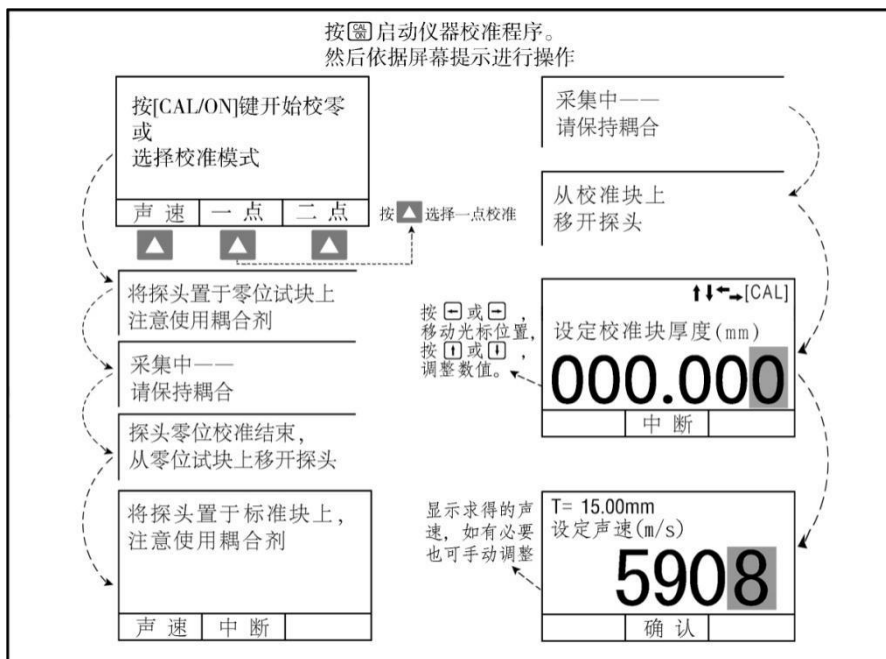 按[CAL ON]启动仪器校准程序。
然后依据屏幕提示进行操作
按[CAL/ON]键开始校零
或
选择校准模式
声速 一点 二点
按 选择一点校准
将探头置于零位试块上
注意使用耦合剂
采集中——
请保持耦合
探头零位校准结束，
从零位试块上移开探头
将探头置于标准块上，
注意使用耦合剂
声速 中断
采集中——
请保持耦合
从校准块上
移开探头
↑↓←→[CAL]
设定校准块厚度(mm)
000.000
中断
按←或→，
移动光标位置，
按↑或↓，
调整数值。
T= 15.00mm
设定声速(m/s)
5908
确认
显示求得的声
速，如有必要
也可手动调整